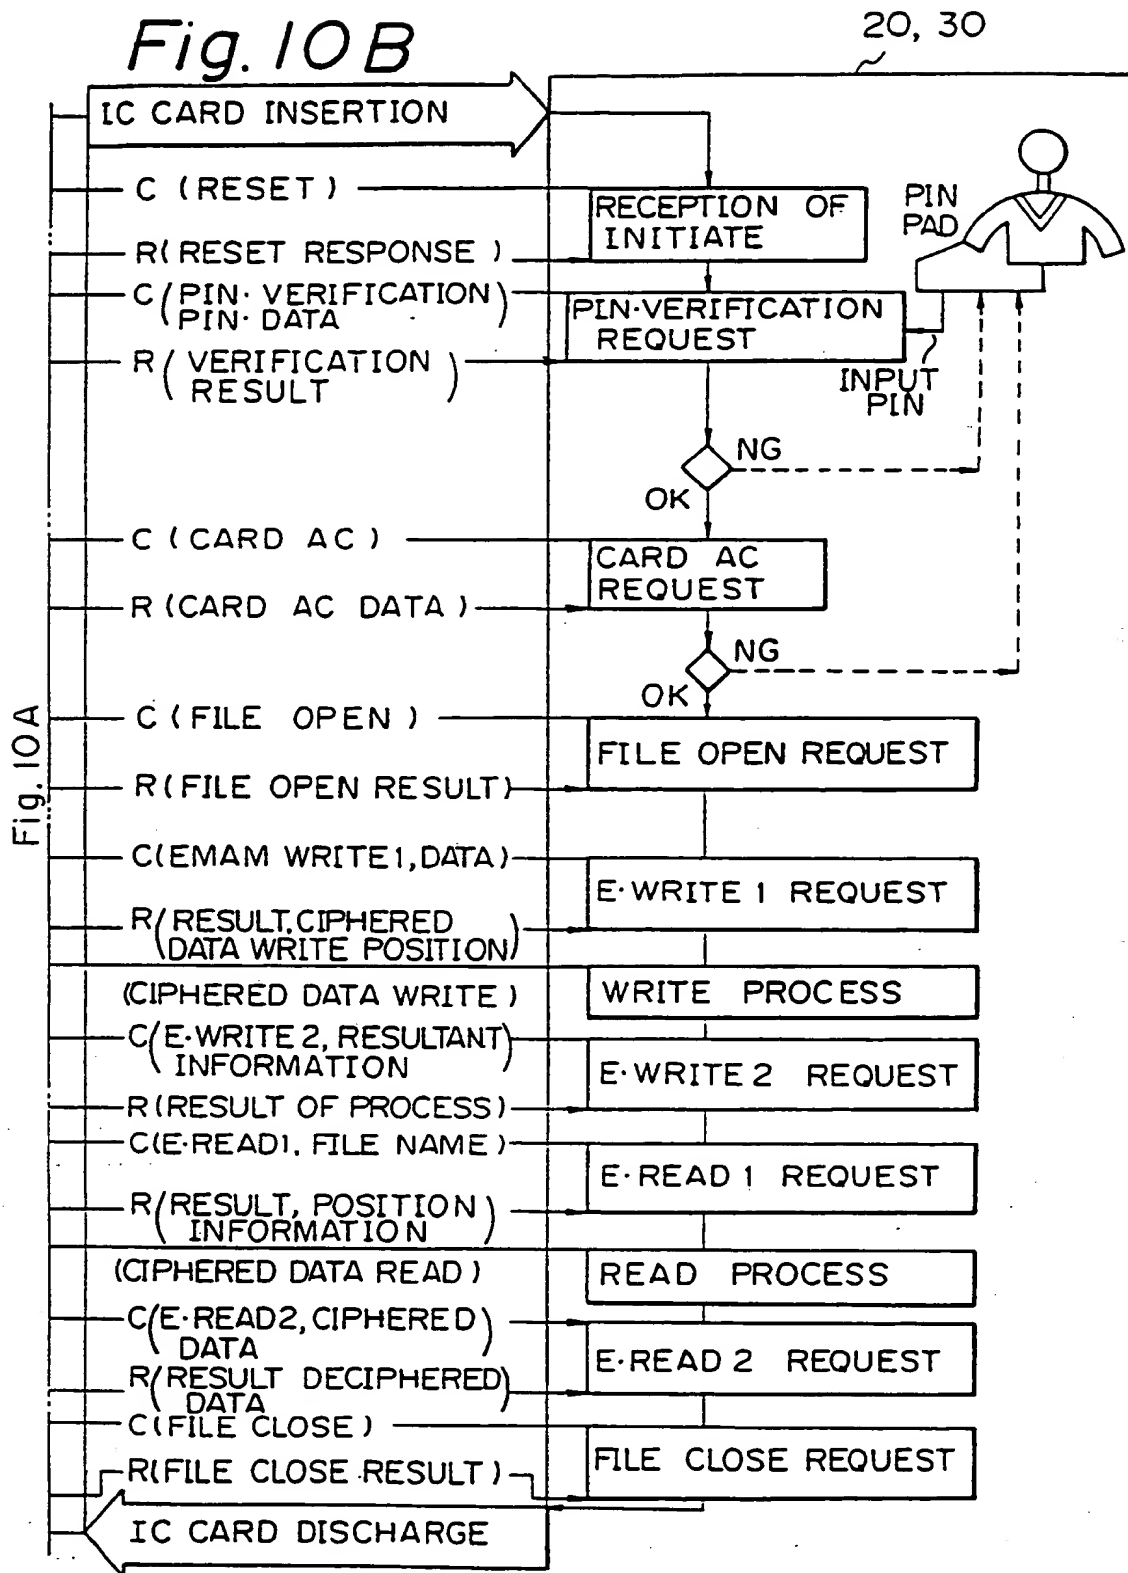 Fig. 10B
20, 30
IC CARD INSERTION
C (RESET)
RECEPTION OF
INITIATE
PIN
PAD
R(RESET RESPONSE)
C(PIN· VERIFICATION
PIN· DATA)
PIN·VERIFICATION
REQUEST
R(VERIFICATION
RESULT)
INPUT
PIN
NG
OK
C (CARD AC)
CARD AC
REQUEST
R (CARD AC DATA)
NG
OK
C (FILE OPEN)
FILE OPEN REQUEST
Fig. 10A
R(FILE OPEN RESULT)
C(EMAM WRITE1, DATA)
E·WRITE 1 REQUEST
R(RESULT, CIPHERED
DATA WRITE POSITION)
(CIPHERED DATA WRITE)
WRITE PROCESS
C(E·WRITE 2, RESULTANT
INFORMATION)
E·WRITE 2 REQUEST
R(RESULT OF PROCESS)
C(E·READ1, FILE NAME)
E·READ 1 REQUEST
R(RESULT, POSITION
INFORMATION)
(CIPHERED DATA READ)
READ PROCESS
C(E·READ2, CIPHERED
DATA)
E·READ 2 REQUEST
R(RESULT DECIPHERED
DATA)
C(FILE CLOSE)
FILE CLOSE REQUEST
R(FILE CLOSE RESULT)
IC CARD DISCHARGE